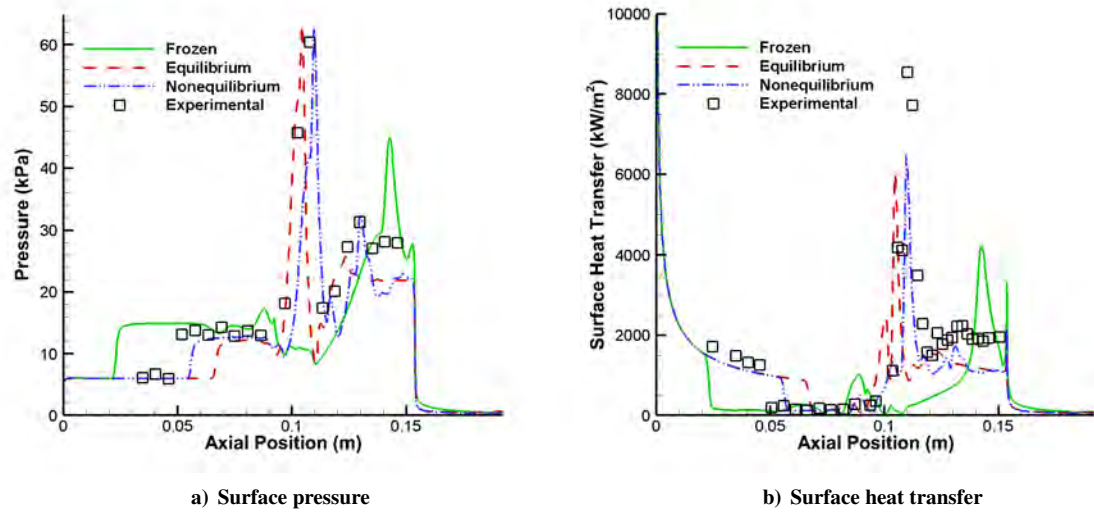 60
50
40
30
20
10
0
Pressure (kPa)
Frozen
Equilibrium
Nonequilibrium
Experimental
0 0.05 0.1 0.15
Axial Position (m)
a) Surface pressure
10000
8000
6000
4000
2000
0
Surface Heat Transfer (kW/m²)
Frozen
Equilibrium
Nonequilibrium
Experimental
0 0.05 0.1 0.15
Axial Position (m)
b) Surface heat transfer